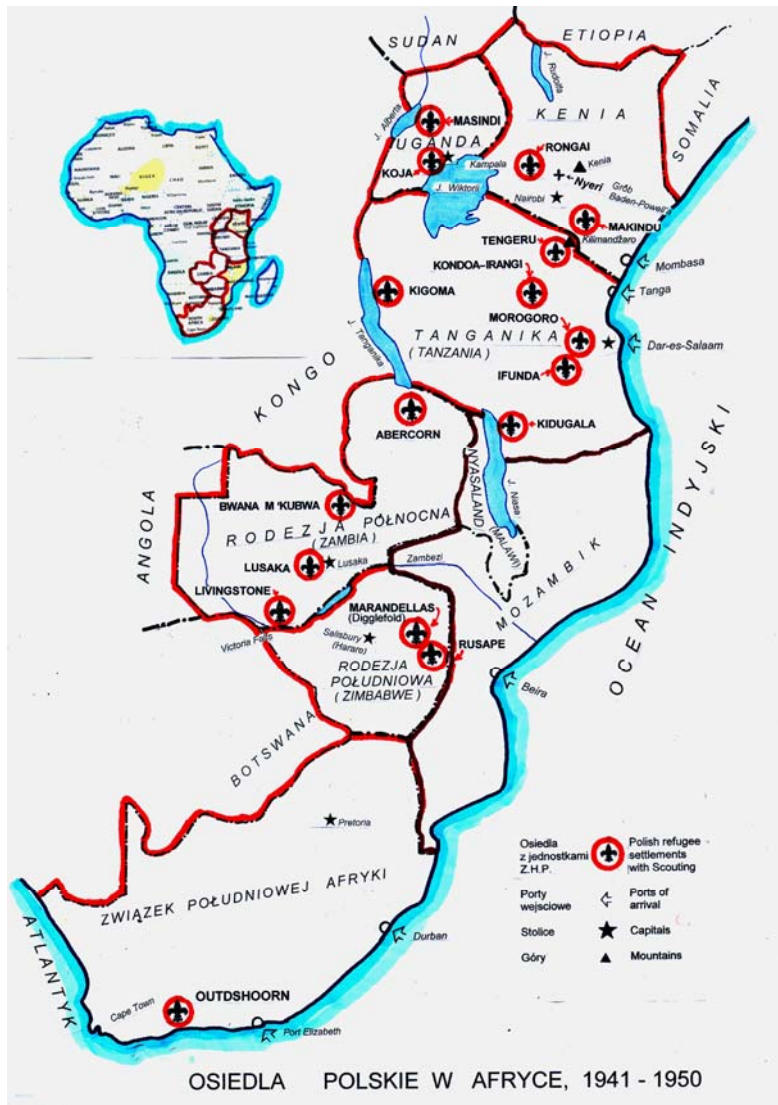 SUDAN
ETIOPIA
J. Rudolfa
KENIA
SOMALIA
J. Alberta
MASINDI
UGANDA
KOJA
Kampala
J. Wiktorii
RONGAI
Kenia
Nyeri
Grób
Baden-Powell'a
Nairobi
MAKINDU
TENGERU
Kilimandżaro
KONDOA-IRANGI
Mombasa
KIGOMA
Tanga
MOROGORO
TANGANIKA
(TANZANIA)
Dar-es-Salaam
J. Tanganika
IFUNDA
KONGO
ABERCORN
KIDUGALA
OCEAN INDYJSKI
NYASALAND
(MALAWI)
J. Niasa
ANGOLA
BWANA M'KUBWA
RODEZJA PÓŁNOCNA
(ZAMBIA)
LUSAKA
Lusaka
Zambezi
MOZAMBIK
LIVINGSTONE
Victoria Falls
MARANDELLAS
(Digglefold)
Salisbury
(Harare)
RUSAPE
RODEZJA
POŁUDNIOWA
(ZIMBABWE)
Beira
BOTSWANA
Pretoria
Osiedla
z jednostkami
Z.H.P.
Polish refugee
settlements
with Scouting
Porty
wejsciowe
Ports of
arrival
Stolice
Capitals
Góry
Mountains
ZWIĄZEK POŁUDNIOWEJ AFRYKI
ATLANTYK
Durban
Cape Town
OUTDSHOORN
Port Elizabeth
OSIEDLA POLSKIE W AFRYCE, 1941 - 1950